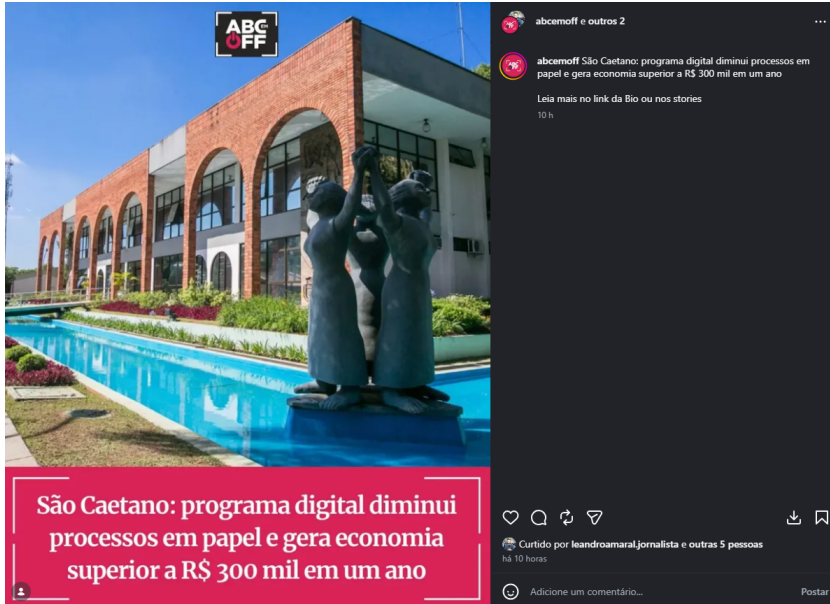 ABC EM
OFF
São Caetano: programa digital diminui
processos em papel e gera economia
superior a R$ 300 mil em um ano
abcemoff e outros 2
abcemoff São Caetano: programa digital diminui processos em
papel e gera economia superior a R$ 300 mil em um ano
Leia mais no link da Bio ou nos stories
10 h
Curtido por leandroamaral.jornalista e outras 5 pessoas
há 10 horas
Adicione um comentário...
Postar